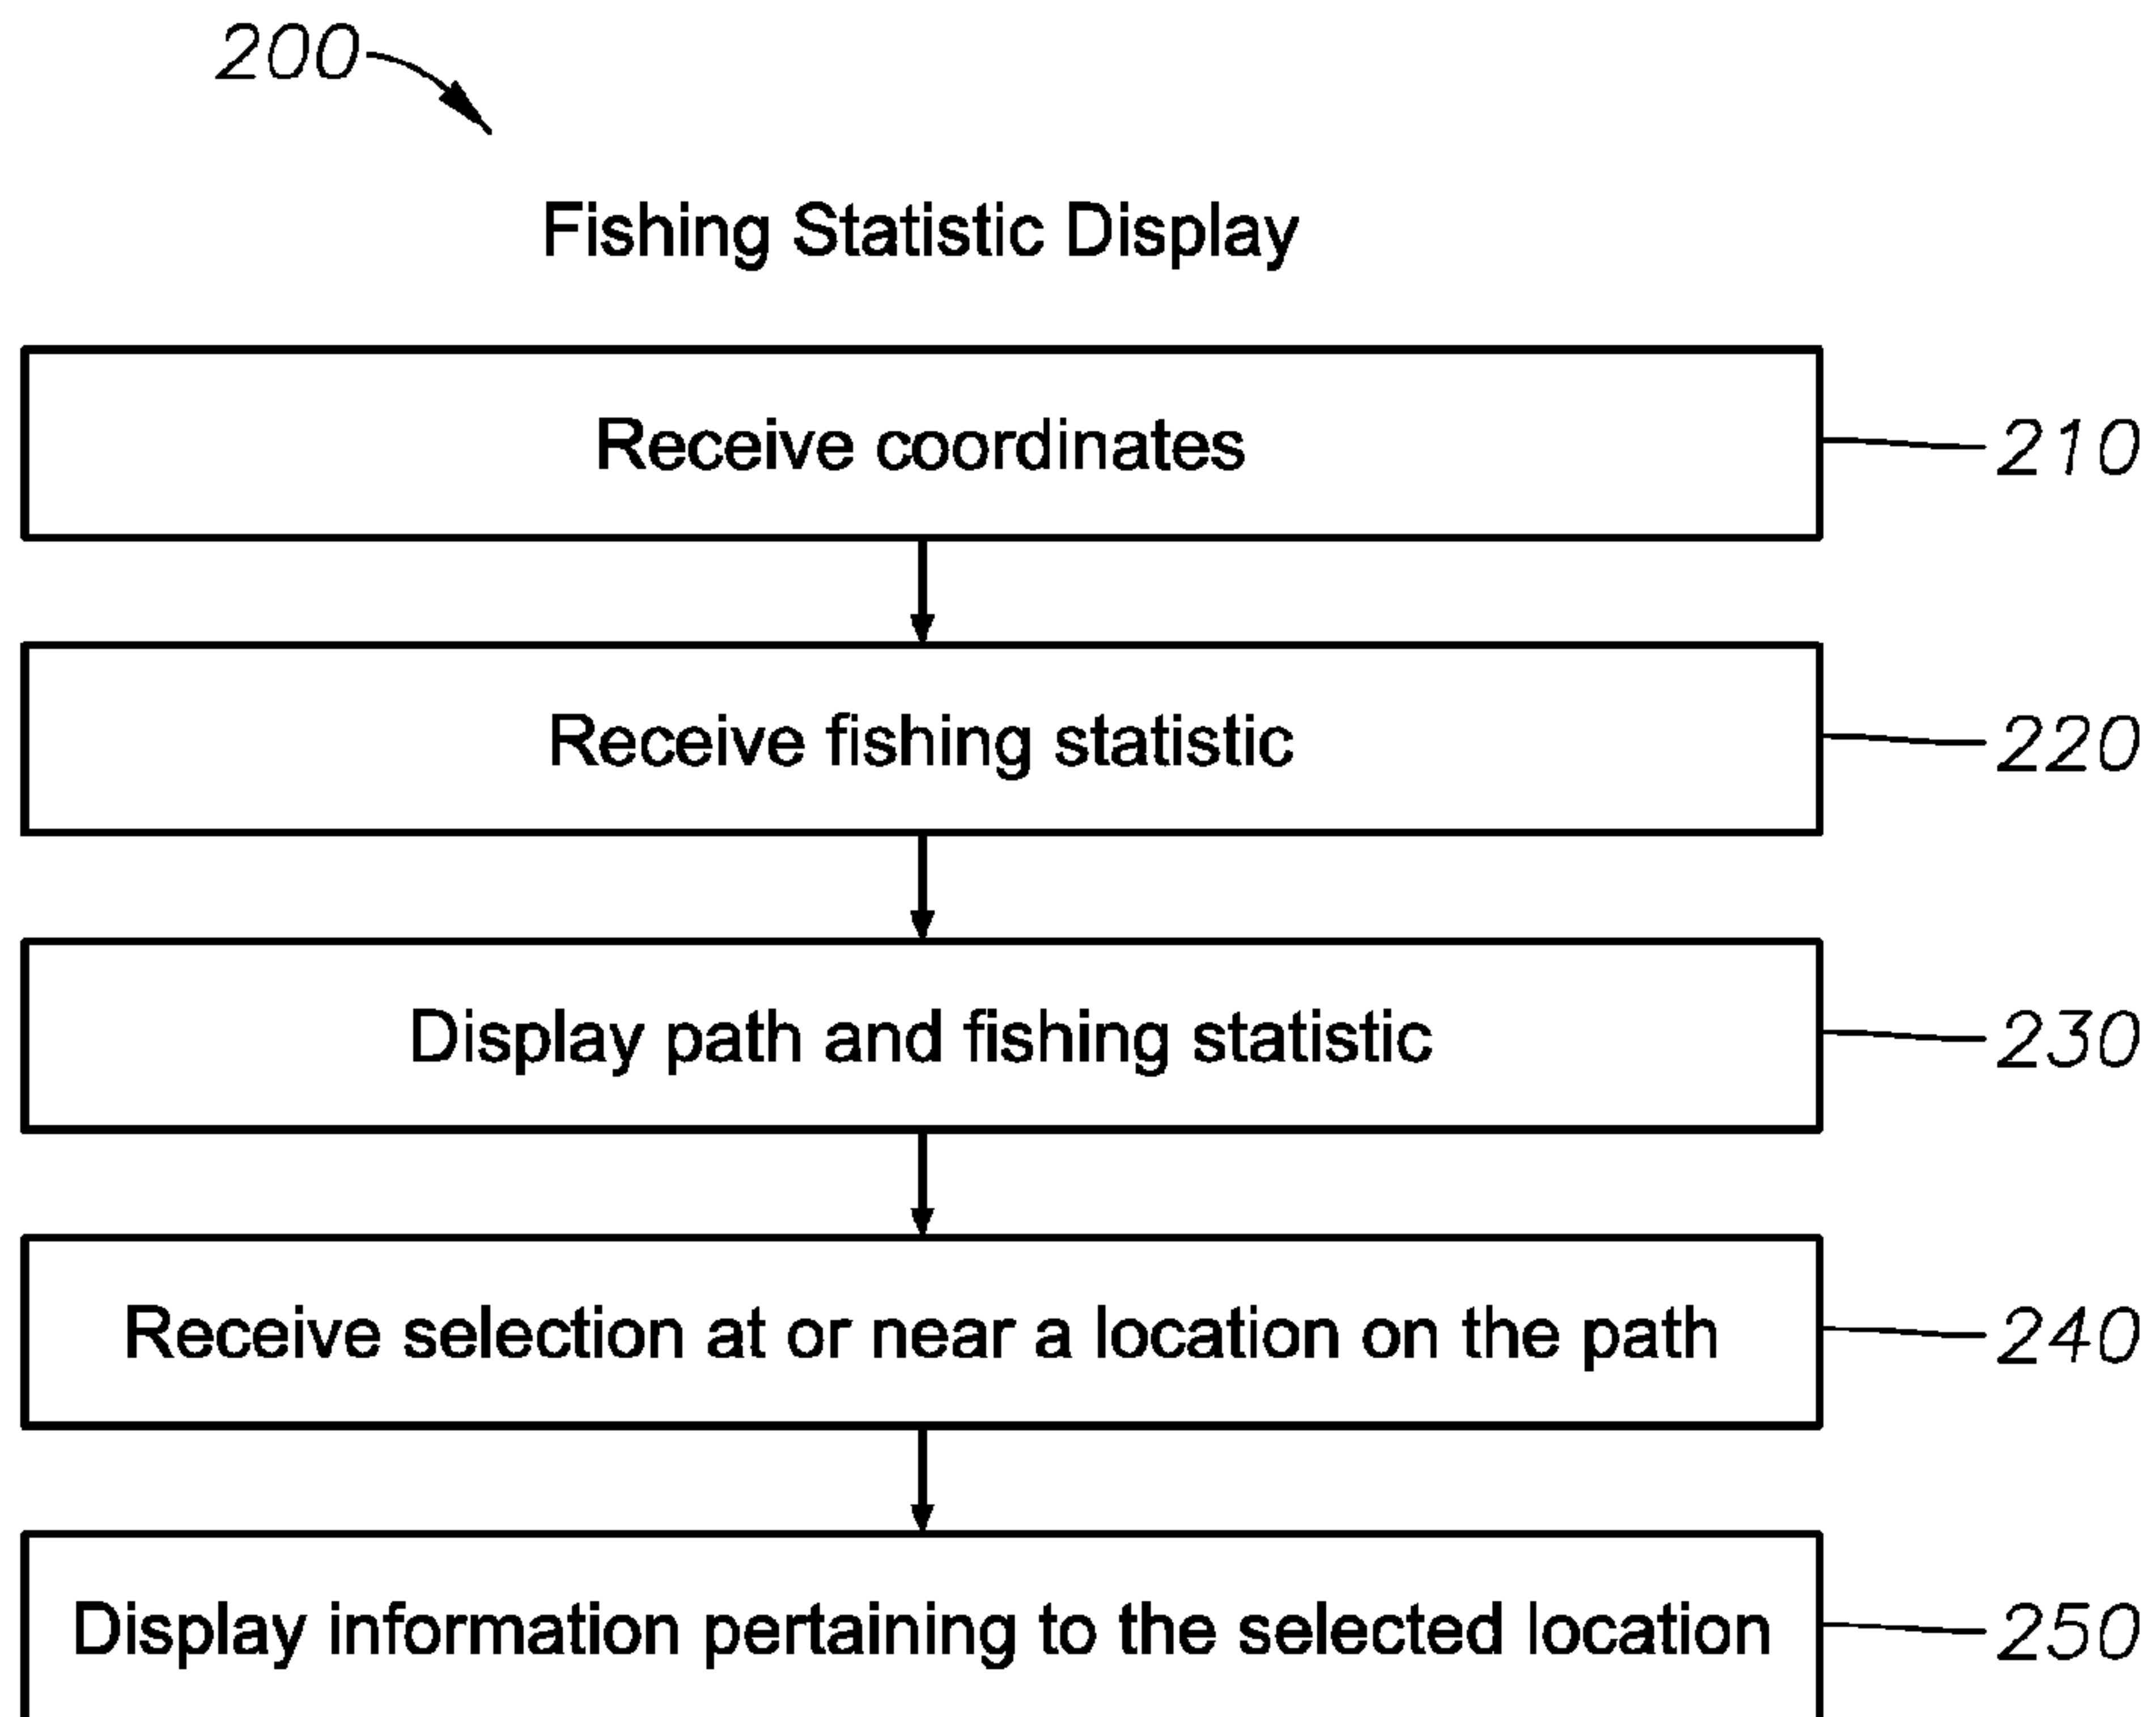 200
Fishing Statistic Display
Receive coordinates
210
Receive fishing statistic
220
Display path and fishing statistic
230
Receive selection at or near a location on the path
240
Display information pertaining to the selected location
250